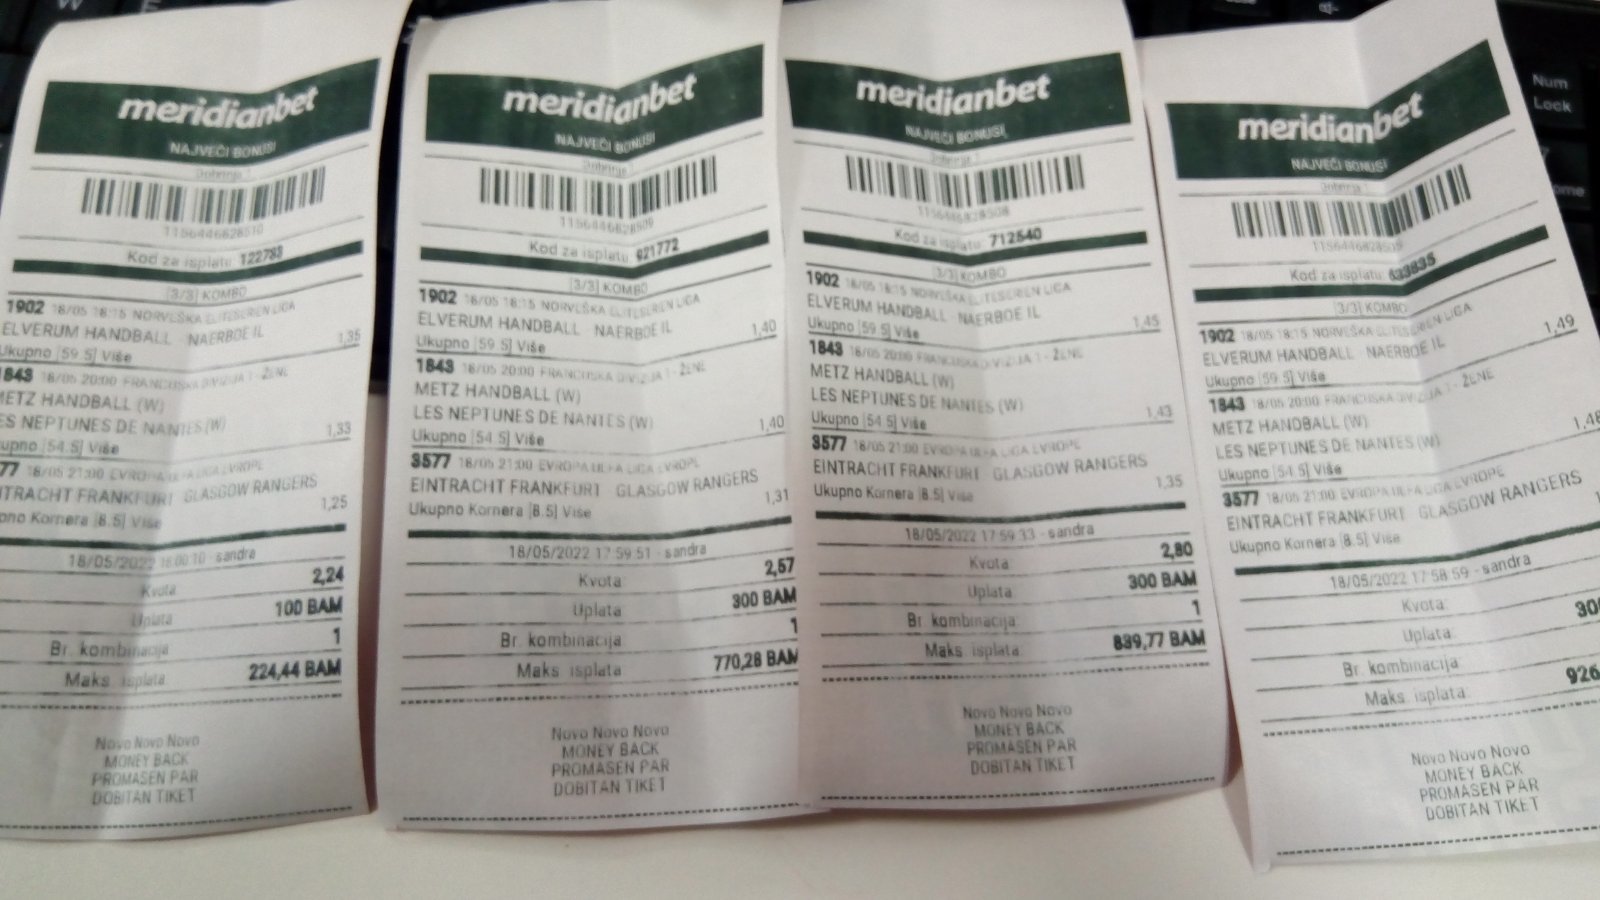 meridianbet
NAJVEĆI BONUSI
Dobrinja 1
Kod za isplatu: 122783
[3/3] KOMBO
1902 18/05 18:15 NORVEŠKA ELITESERIEN LIGA
ELVERUM HANDBALL - NAERBOE IL
Ukupno [59.5] Više 1,35
1843 18/05 20:00 FRANCUSKA DIVIZIJA 1 - ŽENE
METZ HANDBALL (W)
LES NEPTUNES DE NANTES (W)
Ukupno [54.5] Više 1,33
77 18/05 21:00 EVROPA UEFA LIGA EVROPE
EINTRACHT FRANKFURT GLASGOW RANGERS
Kornera [8.5] Više 1,25
18/05/2022 18:00:10 - sandra
Kvota: 2,24
Uplata: 100 BAM
Br. kombinacija: 1
Maks. isplata: 224,44 BAM
Novo Novo Novo
MONEY BACK
PROMASEN PAR
DOBITAN TIKET
meridianbet
NAJVEĆI BONUSI
Dobrinja 1
Kod za isplatu: 921772
[3/3] KOMBO
1902 18/05 18:15 NORVEŠKA ELITESERIEN LIGA
ELVERUM HANDBALL - NAERBOE IL
Ukupno [59.5] Više 1,40
1843 18/05 20:00 FRANCUSKA DIVIZIJA 1 - ŽENE
METZ HANDBALL (W)
LES NEPTUNES DE NANTES (W)
Ukupno [54.5] Više 1,40
3577 18/05 21:00 EVROPA UEFA LIGA EVROPE
EINTRACHT FRANKFURT GLASGOW RANGERS
Ukupno Kornera [8.5] Više 1,31
18/05/2022 17:59:51 - sandra
Kvota: 2,57
Uplata: 300 BAM
Br. kombinacija: 1
Maks. isplata: 770,28 BAM
Novo Novo Novo
MONEY BACK
PROMASEN PAR
DOBITAN TIKET
meridianbet
NAJVEĆI BONUSI
Dobrinja 1
1156446828508
Kod za isplatu: 712540
[3/3] KOMBO
1902 18/05 18:15 NORVEŠKA ELITESERIEN LIGA
ELVERUM HANDBALL - NAERBOE IL
Ukupno [59.5] Više 1,45
1843 18/05 20:00 FRANCUSKA DIVIZIJA 1 - ŽENE
METZ HANDBALL (W)
LES NEPTUNES DE NANTES (W)
Ukupno [54.5] Više 1,43
3577 18/05 21:00 EVROPA UEFA LIGA EVROPE
EINTRACHT FRANKFURT GLASGOW RANGERS
Ukupno Kornera [8.5] Više 1,35
18/05/2022 17:59:33 - sandra
Kvota: 2,80
Uplata: 300 BAM
Br. kombinacija: 1
Maks. isplata: 839,77 BAM
Novo Novo Novo
MONEY BACK
PROMASEN PAR
DOBITAN TIKET
meridianbet
NAJVEĆI BONUSI
Dobrinja 1
Kod za isplatu: 633835
[3/3] KOMBO
1902 18/05 18:15 NORVEŠKA ELITESERIEN LIGA
ELVERUM HANDBALL - NAERBOE IL
Ukupno [59.5] Više 1,49
1843 18/05 20:00 FRANCUSKA DIVIZIJA 1 - ŽENE
METZ HANDBALL (W)
LES NEPTUNES DE NANTES (W)
Ukupno [54.5] Više
3577 18/05 21:00 EVROPA UEFA LIGA EVROPE
EINTRACHT FRANKFURT GLASGOW RANGERS
Ukupno Kornera [8.5] Više
18/05/2022 17:58:59 - sandra
Kvota:
Uplata: 300
Br. kombinacija:
Maks. isplata: 926
Novo Novo Novo
MONEY BACK
PROMASEN PAR
DOBITAN TIKET
Num
Lock